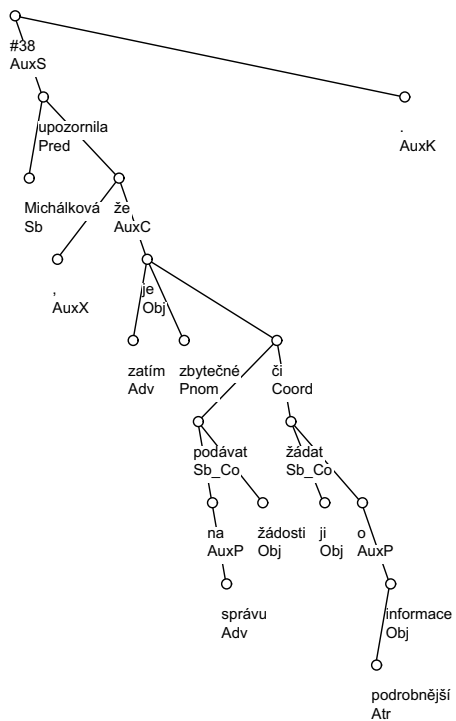 #38
AuxS
upozornila
Pred
.
AuxK
Michálková
Sb
že
AuxC
,
AuxX
je
Obj
zatím
Adv
zbytečné
Pnom
či
Coord
podávat
Sb_Co
žádat
Sb_Co
na
AuxP
žádosti
Obj
ji
Obj
o
AuxP
správu
Adv
informace
Obj
podrobnější
Atr